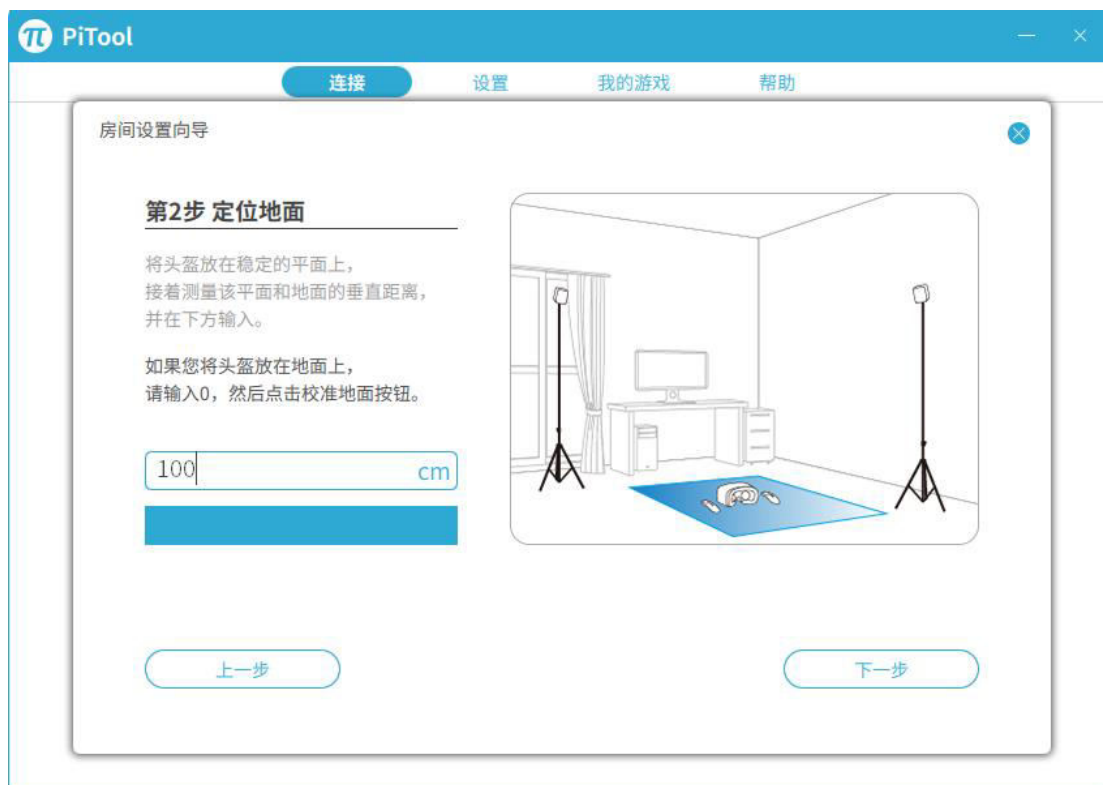 π PiTool
连接 设置 我的游戏 帮助
房间设置向导
第2步 定位地面
将头盔放在稳定的平面上，
接着测量该平面和地面的垂直距离，
并在下方输入。
如果您将头盔放在地面上，
请输入0，然后点击校准地面按钮。
100 cm
上一步 下一步